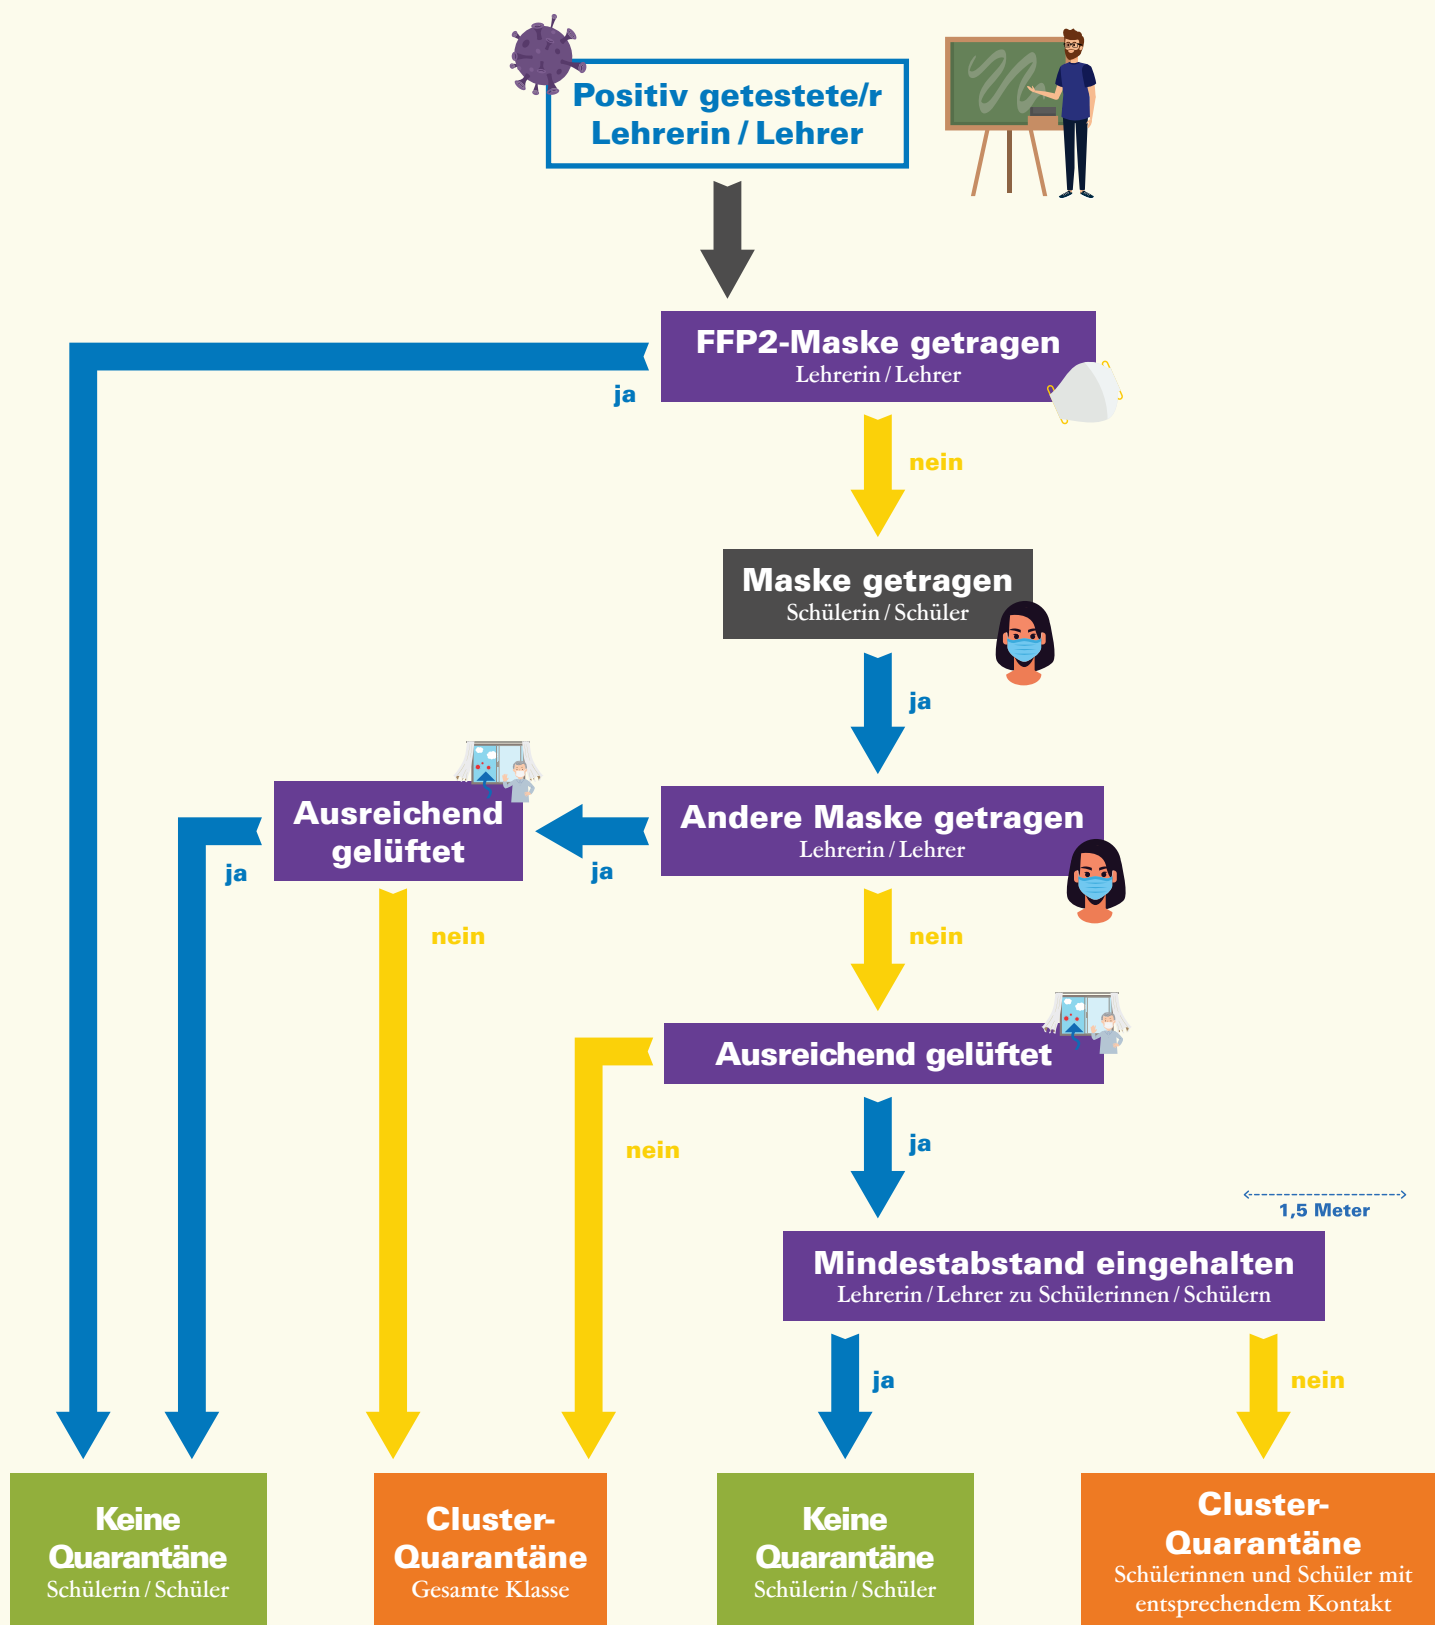 Positiv getestete/r
Lehrerin / Lehrer
FFP2-Maske getragen
Lehrerin / Lehrer
ja
nein
Maske getragen
Schülerin / Schüler
ja
Ausreichend
gelüftet
Andere Maske getragen
Lehrerin / Lehrer
ja
ja
nein
nein
Ausreichend gelüftet
ja
nein
1,5 Meter
Mindestabstand eingehalten
Lehrerin / Lehrer zu Schülerinnen / Schülern
ja
nein
Keine
Quarantäne
Schülerin / Schüler
Cluster-
Quarantäne
Gesamte Klasse
Keine
Quarantäne
Schülerin / Schüler
Cluster-
Quarantäne
Schülerinnen und Schüler mit
entsprechendem Kontakt